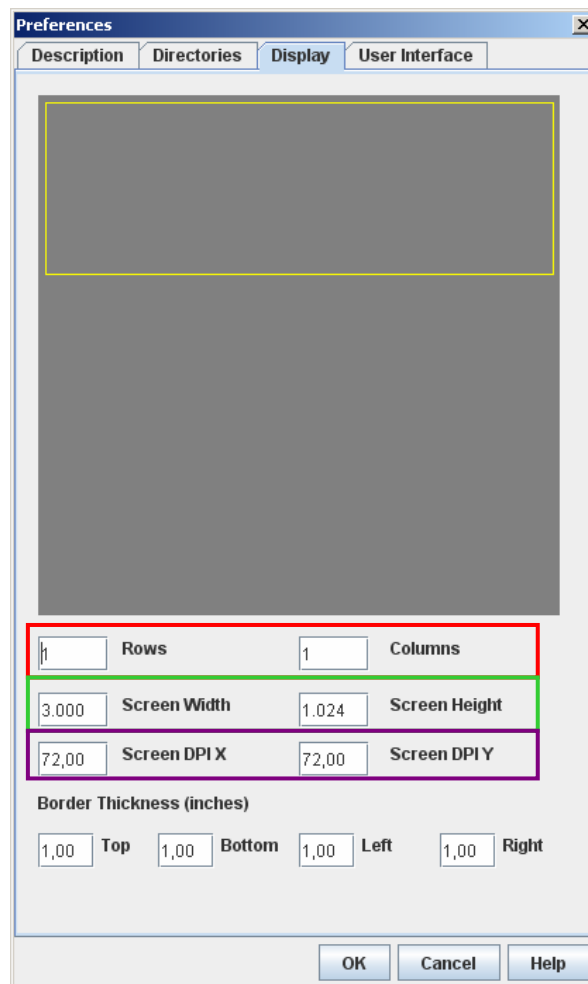 Preferences
Description Directories Display User Interface
1 Rows 1 Columns
3.000 Screen Width 1.024 Screen Height
72,00 Screen DPI X 72,00 Screen DPI Y
Border Thickness (inches)
1,00 Top 1,00 Bottom 1,00 Left 1,00 Right
OK Cancel Help